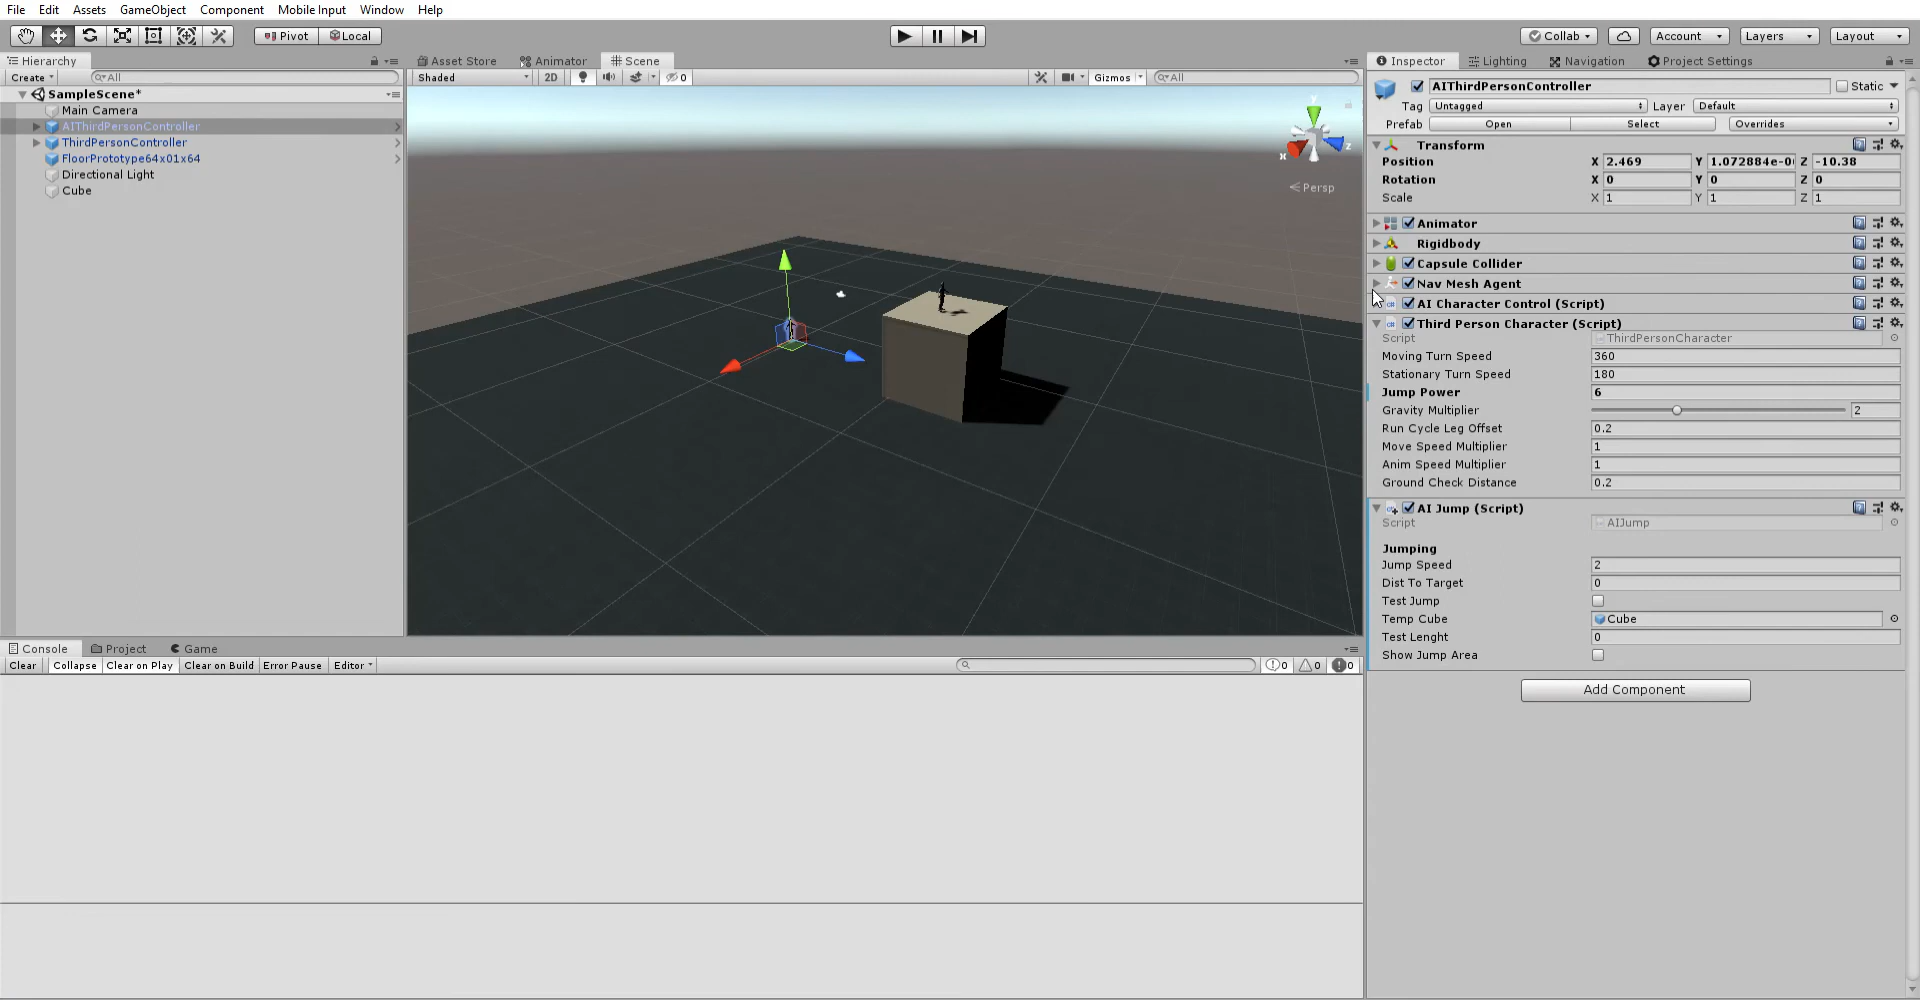 File Edit Assets GameObject Component Mobile Input Window Help
Pivot Local Collab Account Layers Layout
Hierarchy Asset Store Animator Scene Inspector Lighting Navigation Project Settings
Create All Shaded 2D 0 Gizmos All
SampleScene*
Main Camera
AIThirdPersonController
ThirdPersonController
FloorPrototype64x01x64
Directional Light
Cube
y
x
z
Persp
AIThirdPersonController Static
Tag Untagged Layer Default
Prefab Open Select Overrides
Transform
Position X 2.469 Y 1.072884e-0 Z -10.38
Rotation X 0 Y 0 Z 0
Scale X 1 Y 1 Z 1
Animator
Rigidbody
Capsule Collider
Nav Mesh Agent
AI Character Control (Script)
Third Person Character (Script)
Script ThirdPersonCharacter
Moving Turn Speed 360
Stationary Turn Speed 180
Jump Power 6
Gravity Multiplier 2
Run Cycle Leg Offset 0.2
Move Speed Multiplier 1
Anim Speed Multiplier 1
Ground Check Distance 0.2
AI Jump (Script)
Script AIJump
Jumping
Jump Speed 2
Dist To Target 0
Test Jump
Temp Cube Cube
Test Lenght 0
Show Jump Area
Add Component
Console Project Game
Clear Collapse Clear on Play Clear on Build Error Pause Editor 0 0 0